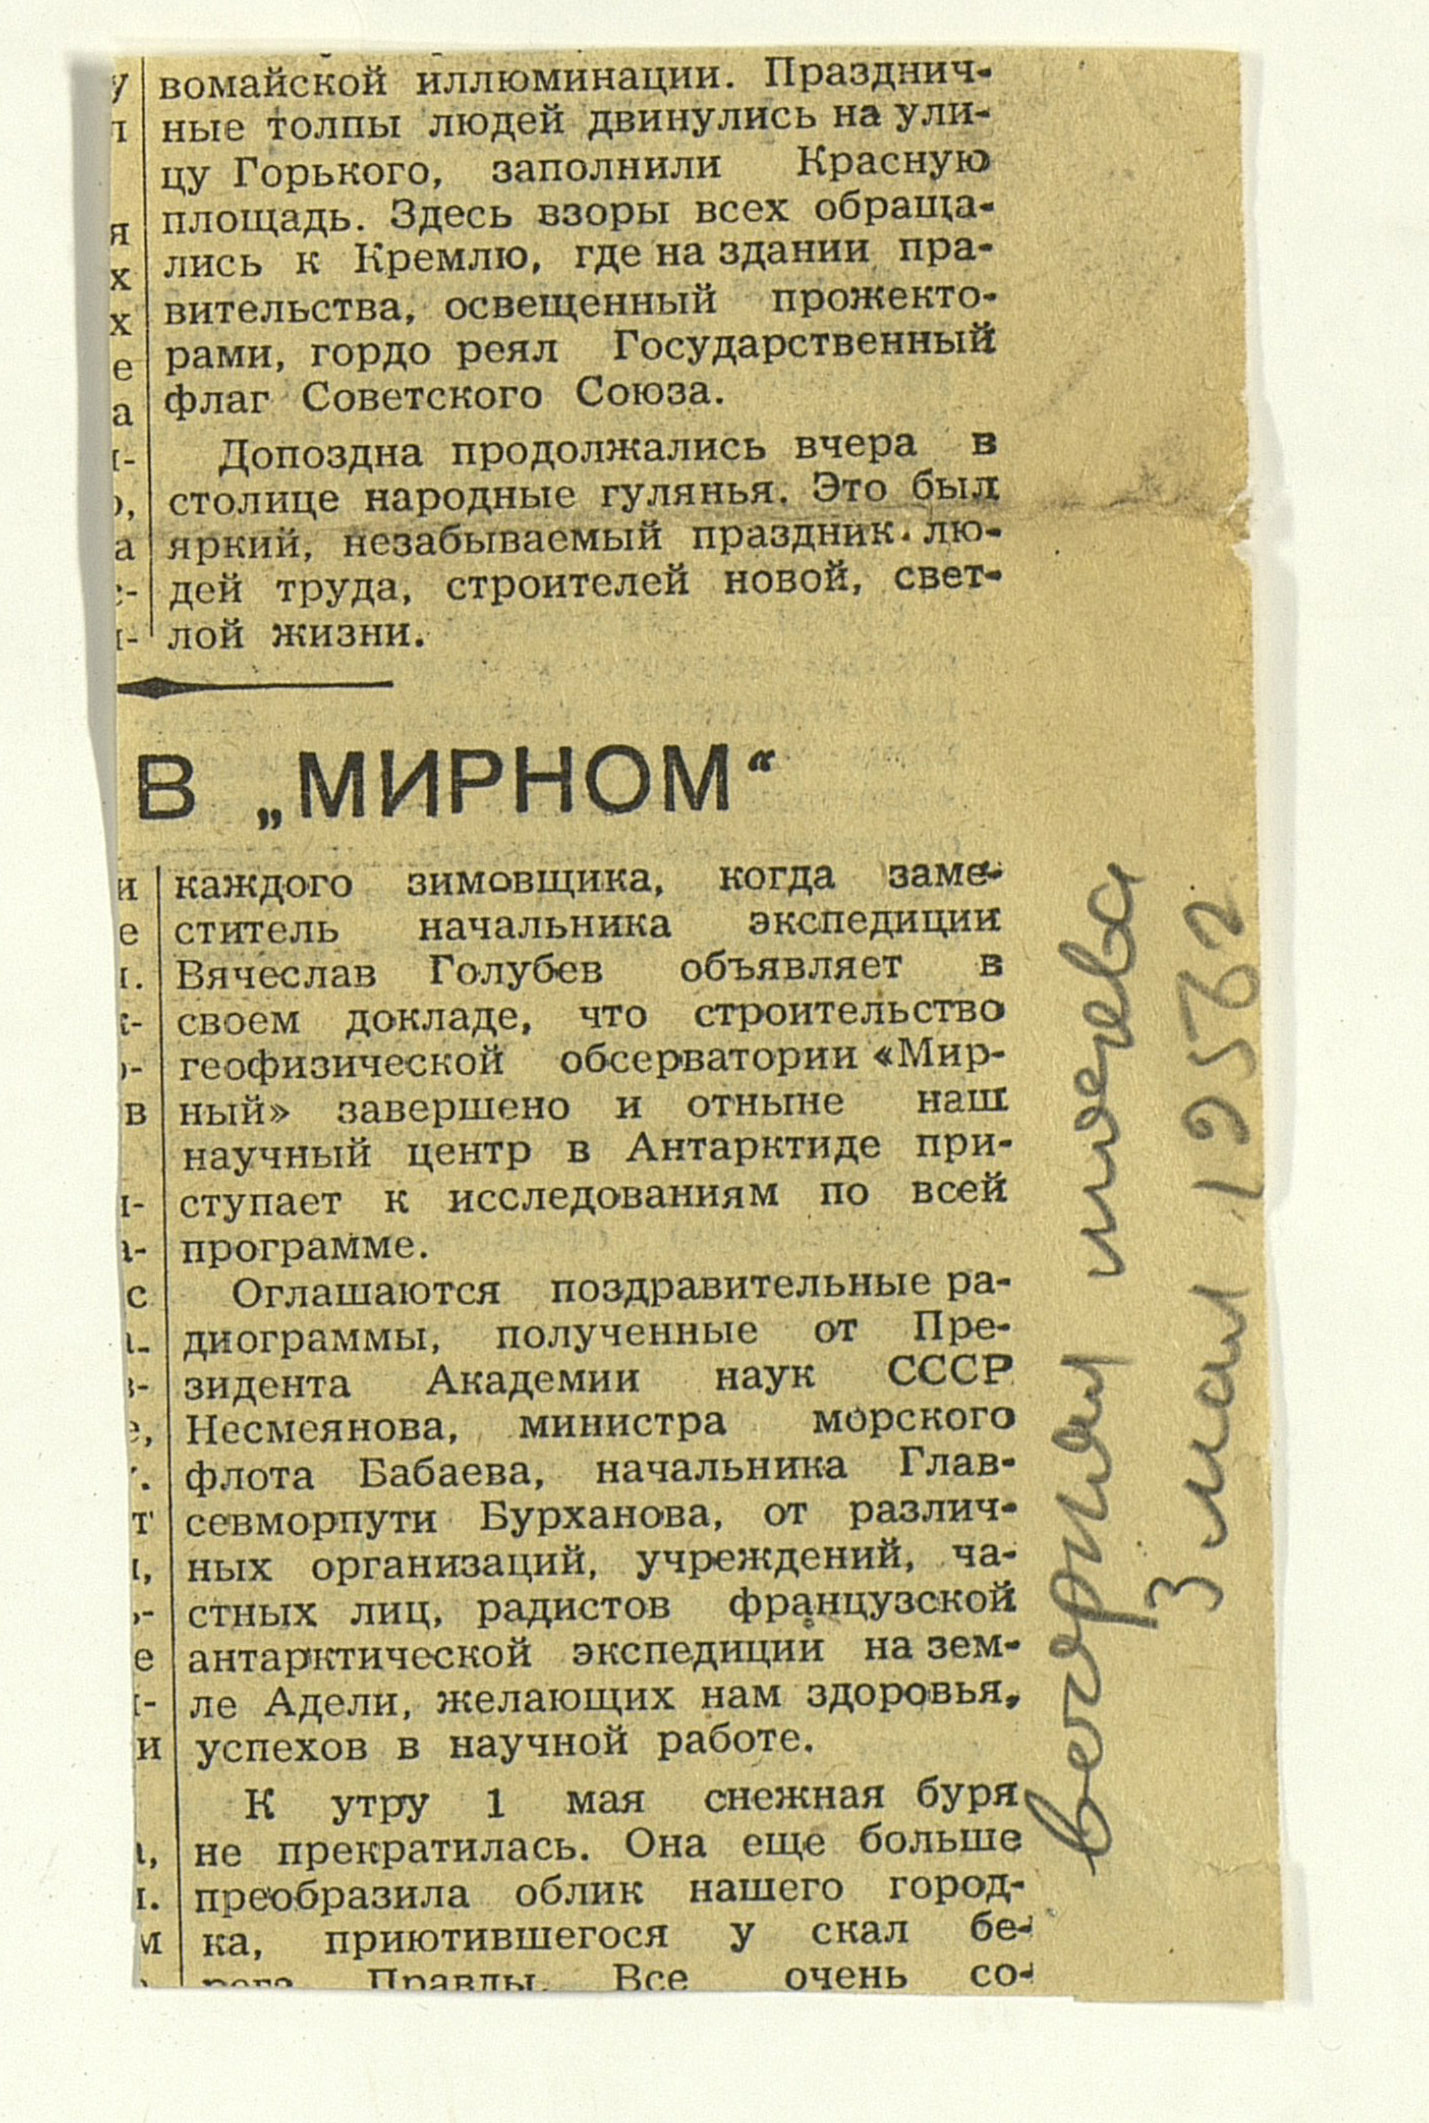 вомайской иллюминации. Празднич-
ные толпы людей двинулись на ули-
цу Горького, заполнили Красную
площадь. Здесь взоры всех обраща-
лись к Кремлю, где на здании пра-
вительства, освещенный прожекто-
рами, гордо реял Государственный
флаг Советского Союза.
Допоздна продолжались вчера в
столице народные гулянья. Это был
яркий, незабываемый праздник лю-
дей труда, строителей новой, свет-
лой жизни.
В „МИРНОМ“
каждого зимовщика, когда заме-
ститель начальника экспедиции
Вячеслав Голубев объявляет в
своем докладе, что строительство
геофизической обсерватории «Мир-
ный» завершено и отныне наш
научный центр в Антарктиде при-
ступает к исследованиям по всей
программе.
Оглашаются поздравительные ра-
диограммы, полученные от Пре-
зидента Академии наук СССР
Несмеянова, министра морского
флота Бабаева, начальника Глав-
севморпути Бурханова, от различ-
ных организаций, учреждений, ча-
стных лиц, радистов французской
антарктической экспедиции на зем-
ле Адели, желающих нам здоровья,
успехов в научной работе.
К утру 1 мая снежная буря
не прекратилась. Она еще больше
преобразила облик нашего город-
ка, приютившегося у скал бе-
рега Правды. Все очень со-
вечерняя москва
3 мая 1956 г